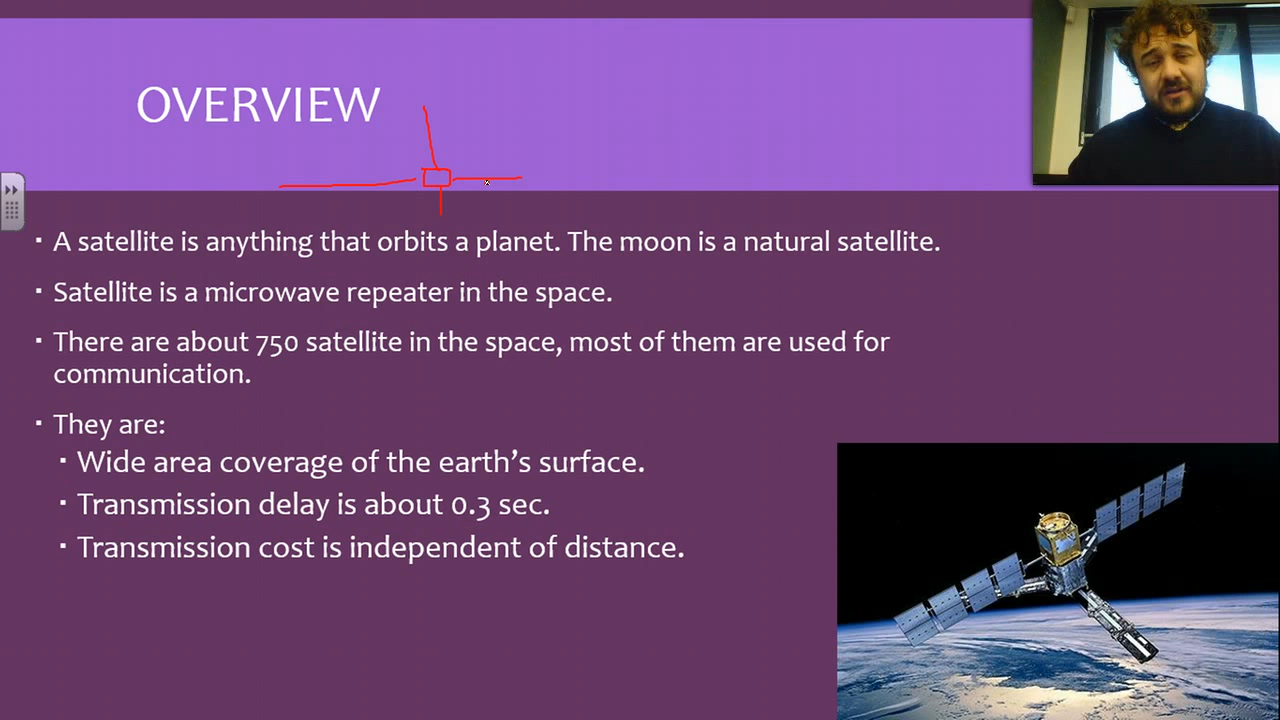 OVERVIEW
▪ A satellite is anything that orbits a planet. The moon is a natural satellite.
▪ Satellite is a microwave repeater in the space.
▪ There are about 750 satellite in the space, most of them are used for
communication.
▪ They are:
▪ Wide area coverage of the earth's surface.
▪ Transmission delay is about 0.3 sec.
▪ Transmission cost is independent of distance.